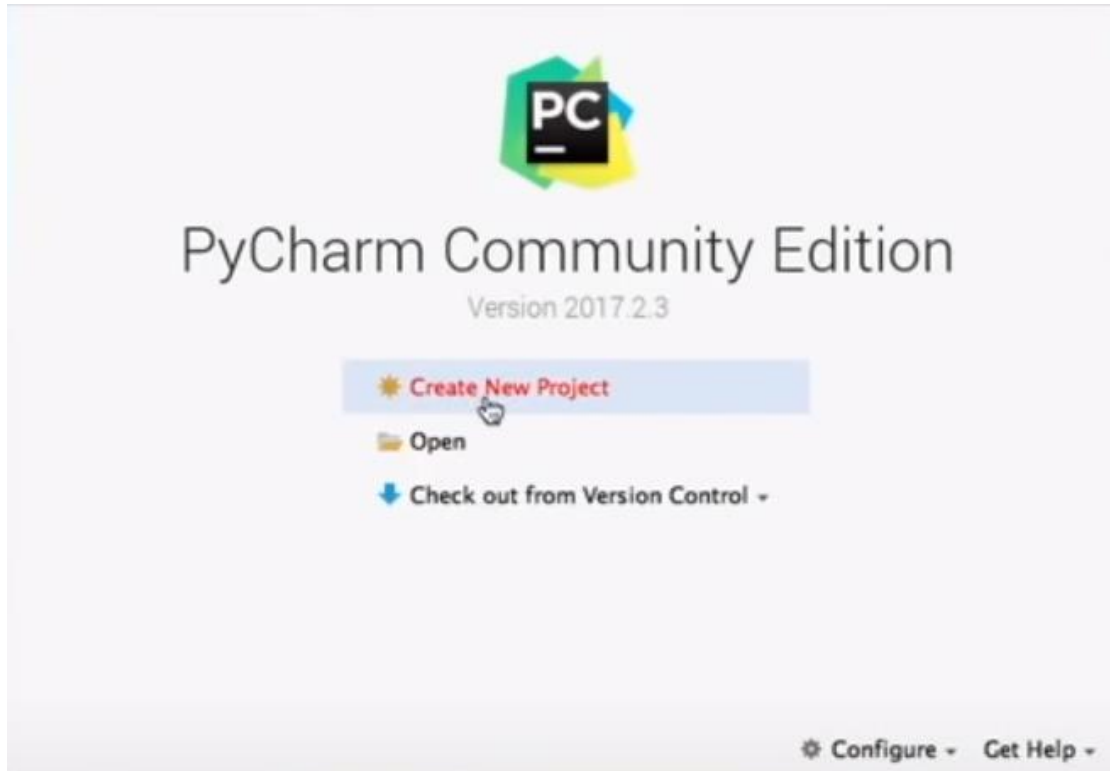 PC
PyCharm Community Edition
Version 2017.2.3
Create New Project
Open
Check out from Version Control
Configure
Get Help